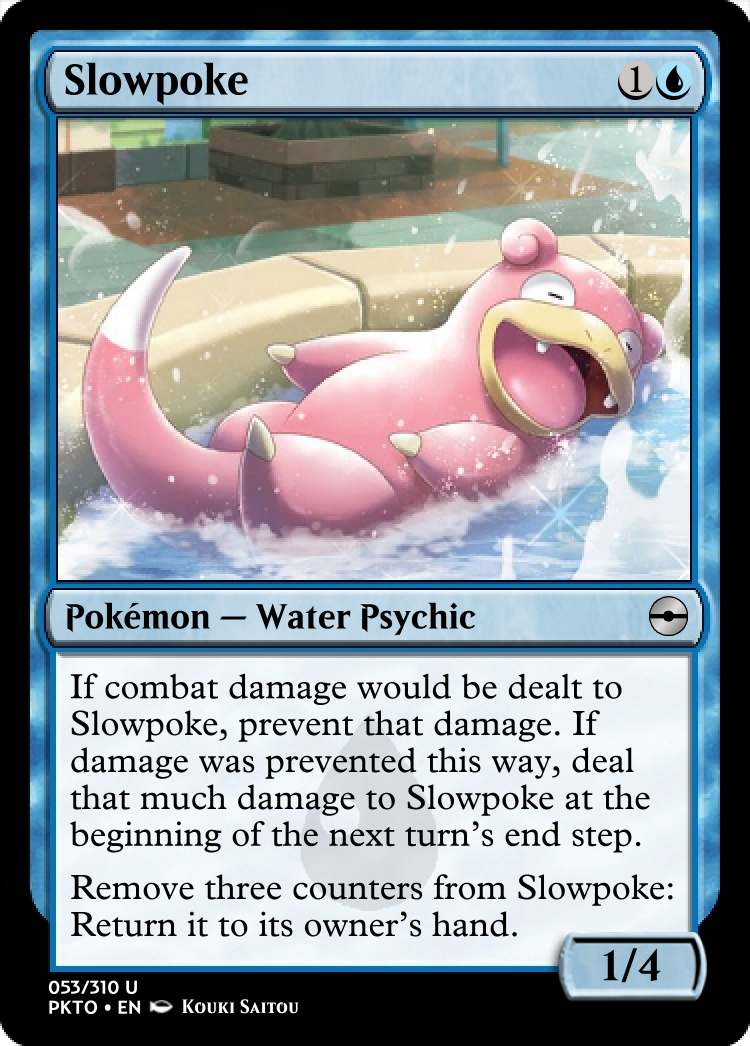 Slowpoke 1
Pokémon — Water Psychic
If combat damage would be dealt to
Slowpoke, prevent that damage. If
damage was prevented this way, deal
that much damage to Slowpoke at the
beginning of the next turn's end step.
Remove three counters from Slowpoke:
Return it to its owner's hand.
1/4
053/310 U
PKTO • EN Kouki Saitou